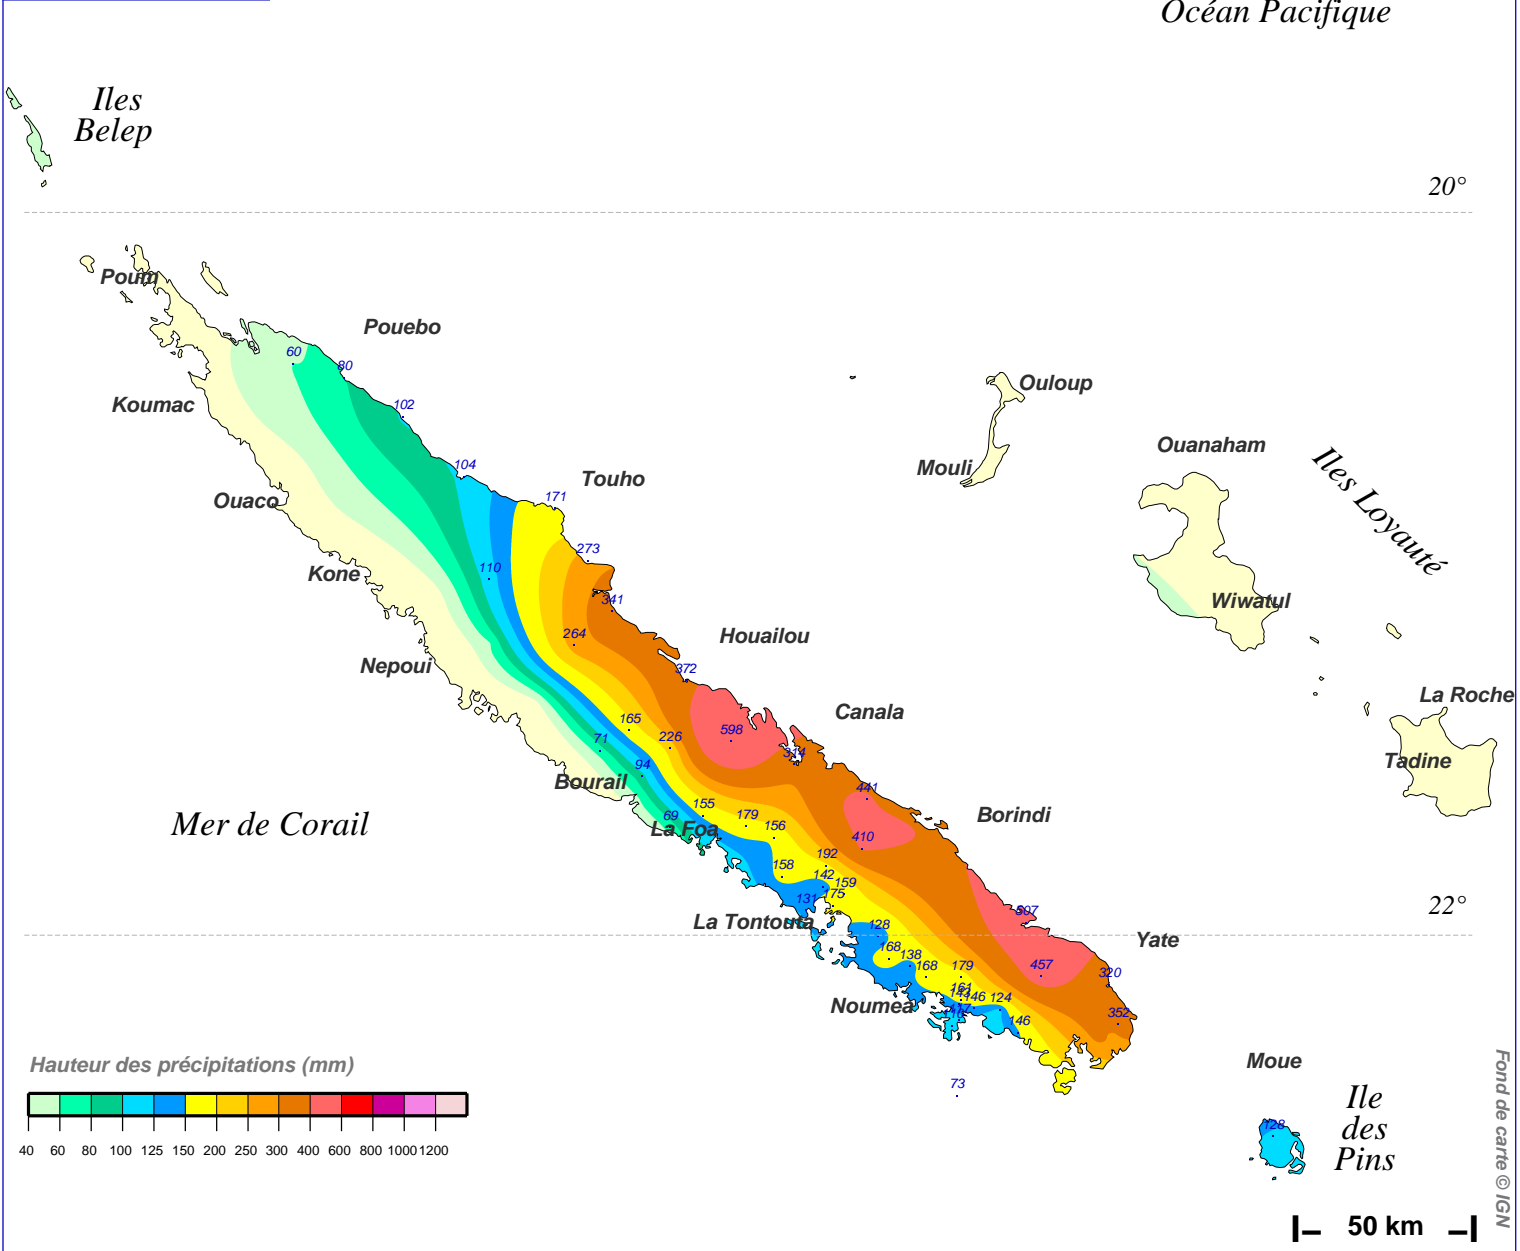 Océan Pacifique
Iles
Belep
20°
Poum
Pouebo
60
80
Koumac
102
Ouloup
Ouanaham
Mouli
104
Touho
171
Iles Loyauté
Ouaco
273
Kone
110
341
Wiwatul
264
Houailou
Nepoui
372
La Roche
Canala
165
598
226
71
314
94
Tadine
Bourail
441
155
69
Mer de Corail
La Foa
179
156
Borindi
410
192
158
142
159
131
175
22°
507
La Tontouta
128
Yate
168
138
168
179
457
320
161
146
124
Noumea
352
146
Hauteur des précipitations (mm)
Moue
73
40 60 80 100 125 150 200 250 300 400 600 800 1000 1200
Ile
des
Pins
128
Fond de carte © IGN
50 km